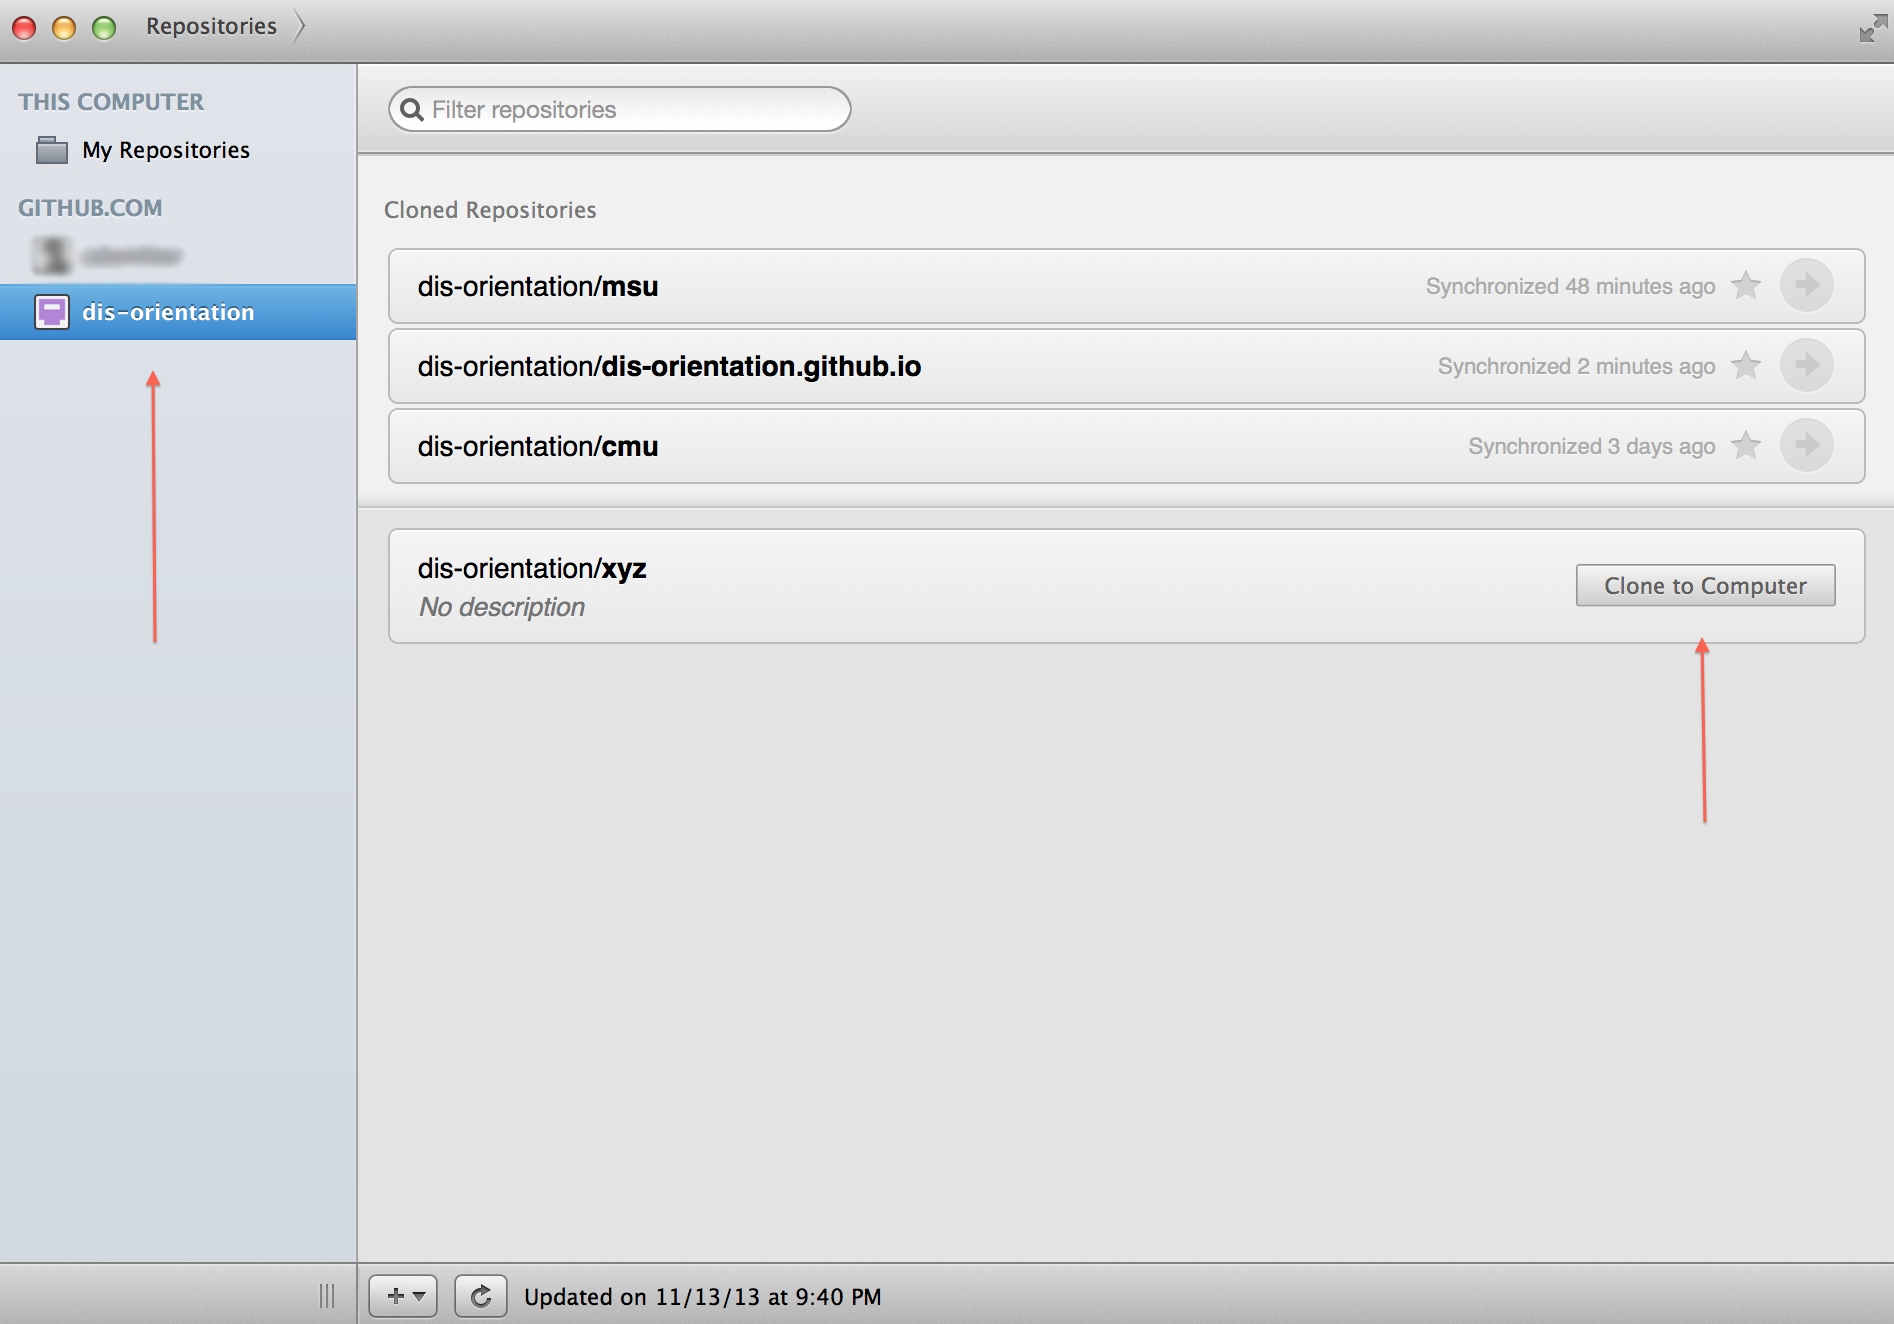 Repositories
THIS COMPUTER
My Repositories
GITHUB.COM
dis-orientation
Filter repositories
Cloned Repositories
dis-orientation/msu Synchronized 48 minutes ago
dis-orientation/dis-orientation.github.io Synchronized 2 minutes ago
dis-orientation/cmu Synchronized 3 days ago
dis-orientation/xyz
No description
Clone to Computer
Updated on 11/13/13 at 9:40 PM